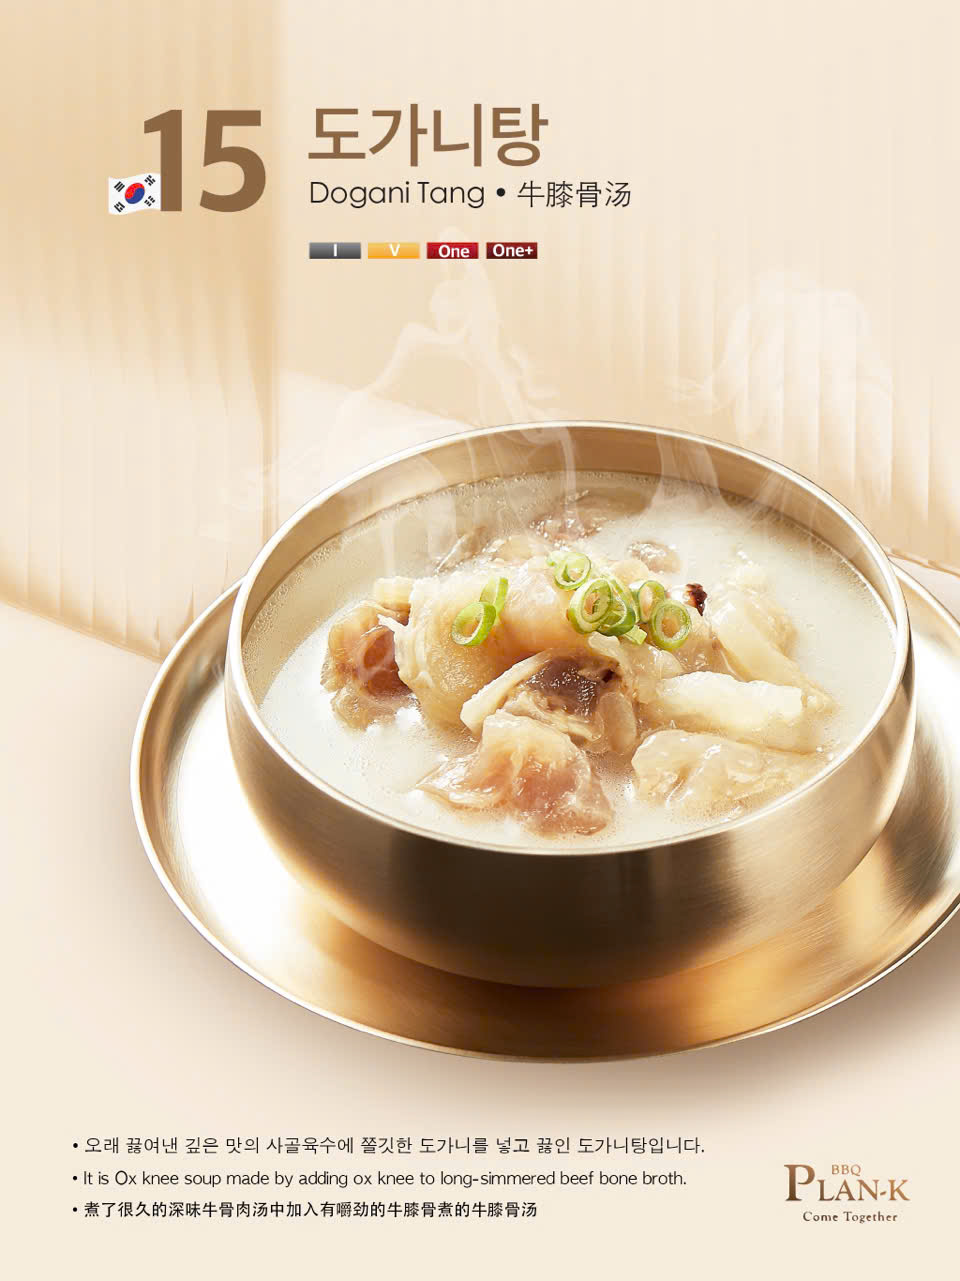 15
도가니탕
Dogani Tang • 牛膝骨汤
I V One One+
• 오래 끓여낸 깊은 맛의 사골육수에 쫄깃한 도가니를 넣고 끓인 도가니탕입니다.
• It is Ox knee soup made by adding ox knee to long-simmered beef bone broth.
• 煮了很久的深味牛骨肉汤中加入有嚼劲的牛膝骨煮的牛膝骨汤
BBQ
PLAN-K
Come Together